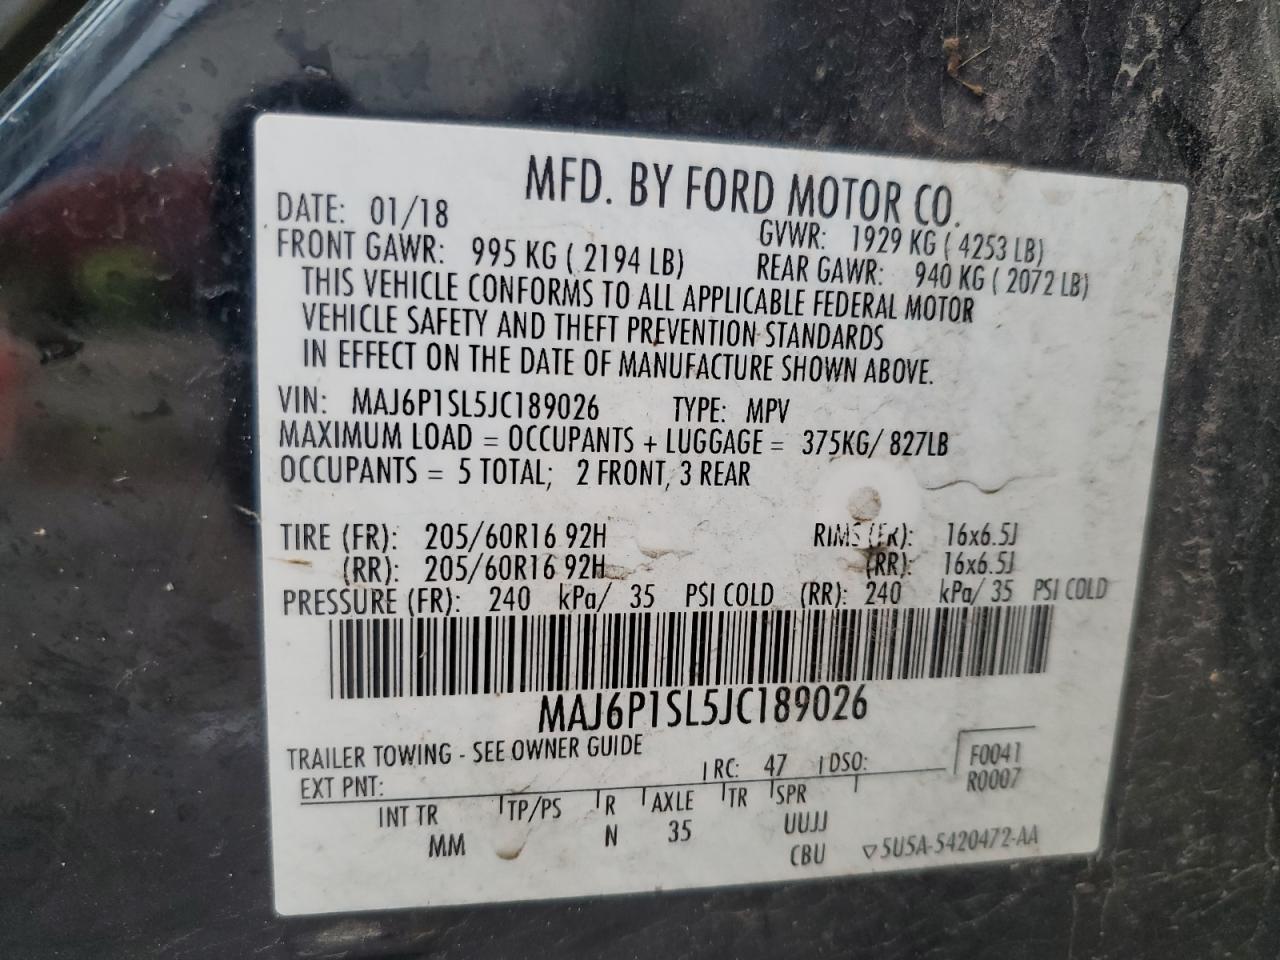 MFD. BY FORD MOTOR CO.
DATE: 01/18 GVWR: 1929 KG ( 4253 LB)
FRONT GAWR: 995 KG ( 2194 LB) REAR GAWR: 940 KG ( 2072 LB)
THIS VEHICLE CONFORMS TO ALL APPLICABLE FEDERAL MOTOR
VEHICLE SAFETY AND THEFT PREVENTION STANDARDS
IN EFFECT ON THE DATE OF MANUFACTURE SHOWN ABOVE.
VIN: MAJ6P1SL5JC189026 TYPE: MPV
MAXIMUM LOAD = OCCUPANTS + LUGGAGE = 375KG/ 827LB
OCCUPANTS = 5 TOTAL; 2 FRONT, 3 REAR
TIRE (FR): 205/60R16 92H RIMS (FR): 16x6.5J
(RR): 205/60R16 92H (RR): 16x6.5J
PRESSURE (FR): 240 kPa/ 35 PSI COLD (RR): 240 kPa/ 35 PSI COLD
MAJ6P1SL5JC189026
TRAILER TOWING - SEE OWNER GUIDE
EXT PNT: RC: 47 DSO: F0041
R0007
INT TR TP/PS R AXLE TR SPR
MM N 35 UUJJ
CBU ▽5U5A-5420472-AA